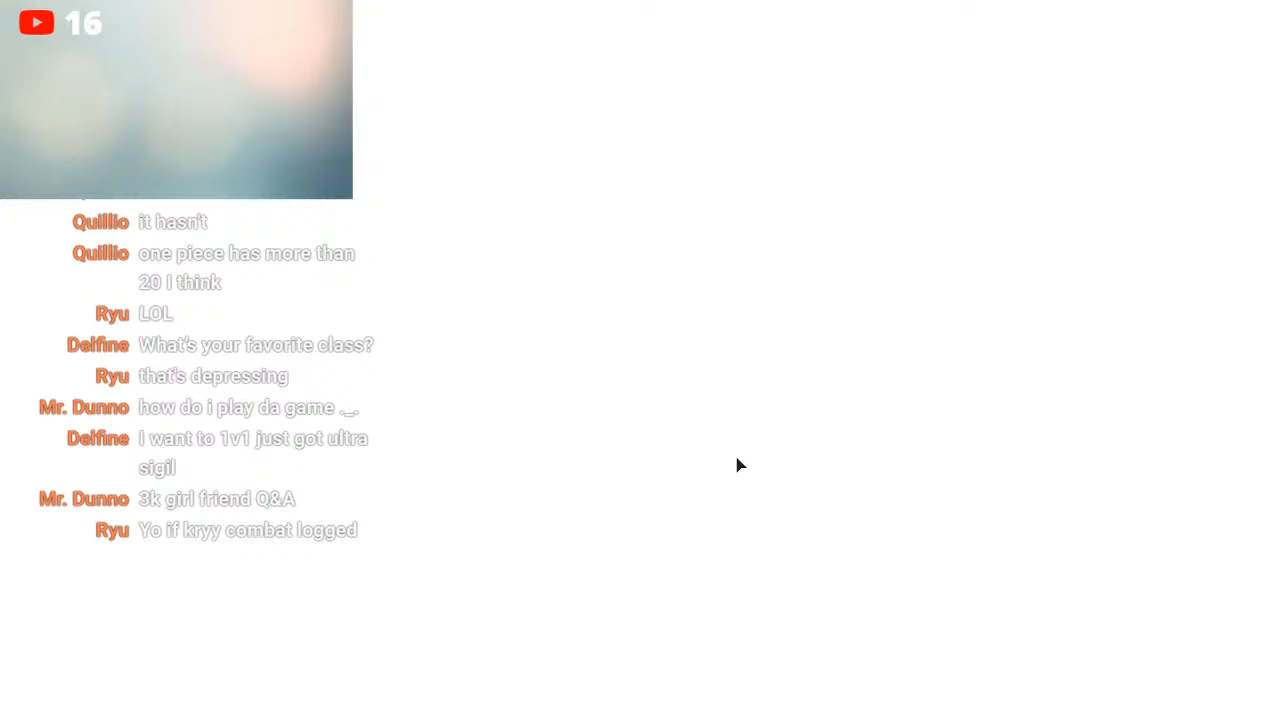 16
Quillio it hasn't
Quillio one piece has more than
20 I think
Ryu LOL
Delfine What's your favorite class?
Ryu that's depressing
Mr. Dunno how do i play da game ._.
Delfine I want to 1v1 just got ultra
sigil
Mr. Dunno 3k girl friend Q&A
Ryu Yo if kryy combat logged